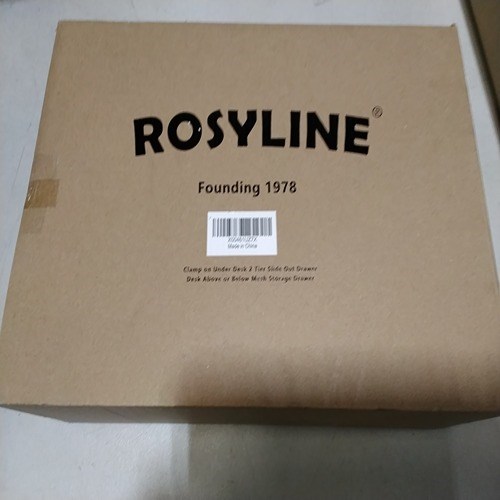 ROSYLINE®
Founding 1978
Made in China
Clamp on Under Desk 2 Tier Slide Out Drawer
Desk Above or Below Mesh Storage Drawer